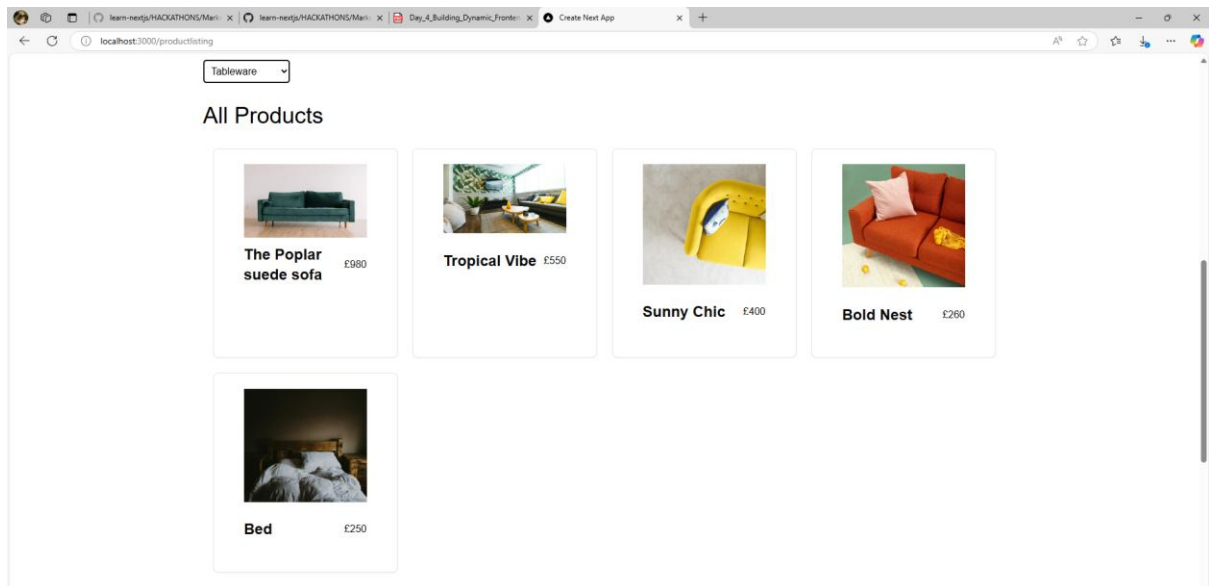 learn-nextjs/HACKATHONS/Mark
learn-nextjs/HACKATHONS/Mark
Day_4_Building_Dynamic_Fronten
Create Next App
localhost:3000/productlisting
Tableware
All Products
The Poplar
suede sofa
£980
Tropical Vibe £550
Sunny Chic £400
Bold Nest £260
Bed £250